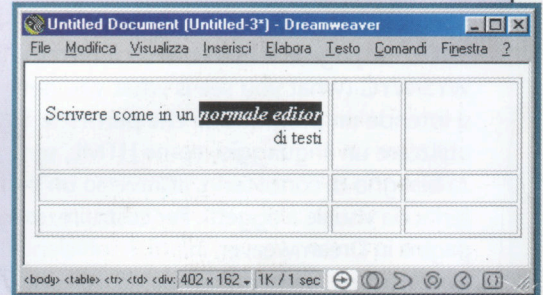 Untitled Document (Untitled-3*) - Dreamweaver
File Modifica Visualizza Inserisci Elabora Testo Comandi Finestra ?
Scrivere come in un normale editor
di testi
<body> <table> <tr> <td> <div: 402 x 162 1K / 1 sec